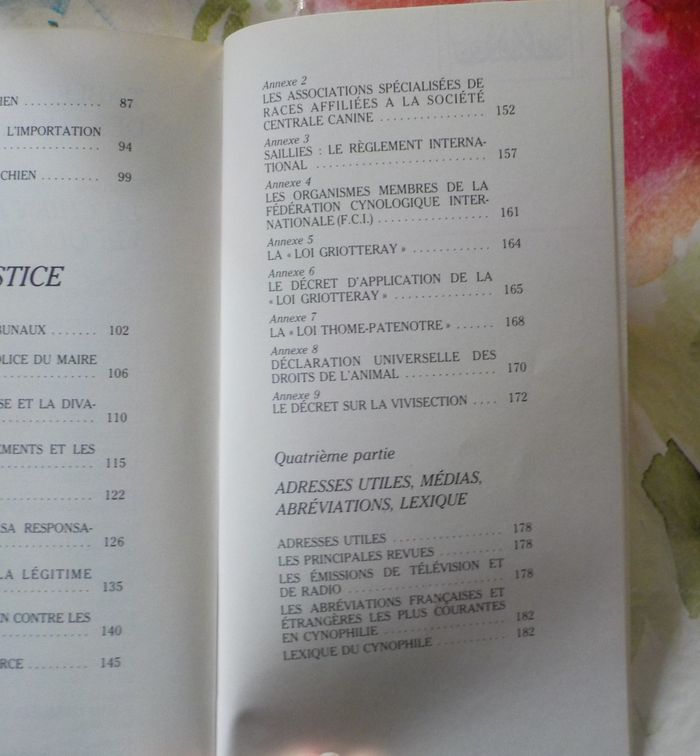 IEN ............ 87
L'IMPORTATION
.................. 94
CHIEN ......... 99
STICE
BUNAUX ....... 102
OLICE DU MAIRE
.................. 106
SE ET LA DIVA-
.................. 110
EMENTS ET LES
.................. 115
.................. 122
SA RESPONSA-
.................. 126
LA LÉGITIME
.................. 135
EN CONTRE LES
.................. 140
RCE ......... 145
Annexe 2
LES ASSOCIATIONS SPÉCIALISÉES DE
RACES AFFILIÉES A LA SOCIÉTÉ
CENTRALE CANINE ................ 152
Annexe 3
SAILLIES : LE RÈGLEMENT INTERNA-
TIONAL .......................... 157
Annexe 4
LES ORGANISMES MEMBRES DE LA
FÉDÉRATION CYNOLOGIQUE INTER-
NATIONALE (F.C.I.) ................. 161
Annexe 5
LA « LOI GRIOTTERAY » ............ 164
Annexe 6
LE DÉCRET D'APPLICATION DE LA
« LOI GRIOTTERAY » ............... 165
Annexe 7
LA « LOI THOME-PATENOTRE » ...... 168
Annexe 8
DÉCLARATION UNIVERSELLE DES
DROITS DE L'ANIMAL .............. 170
Annexe 9
LE DÉCRET SUR LA VIVISECTION .... 172
Quatrième partie
ADRESSES UTILES, MÉDIAS,
ABRÉVIATIONS, LEXIQUE
ADRESSES UTILES ................. 178
LES PRINCIPALES REVUES .......... 178
LES ÉMISSIONS DE TÉLÉVISION ET
DE RADIO ........................ 178
LES ABRÉVIATIONS FRANÇAISES ET
ÉTRANGÈRES LES PLUS COURANTES
EN CYNOPHILIE ................... 182
LEXIQUE DU CYNOPHILE ............ 182